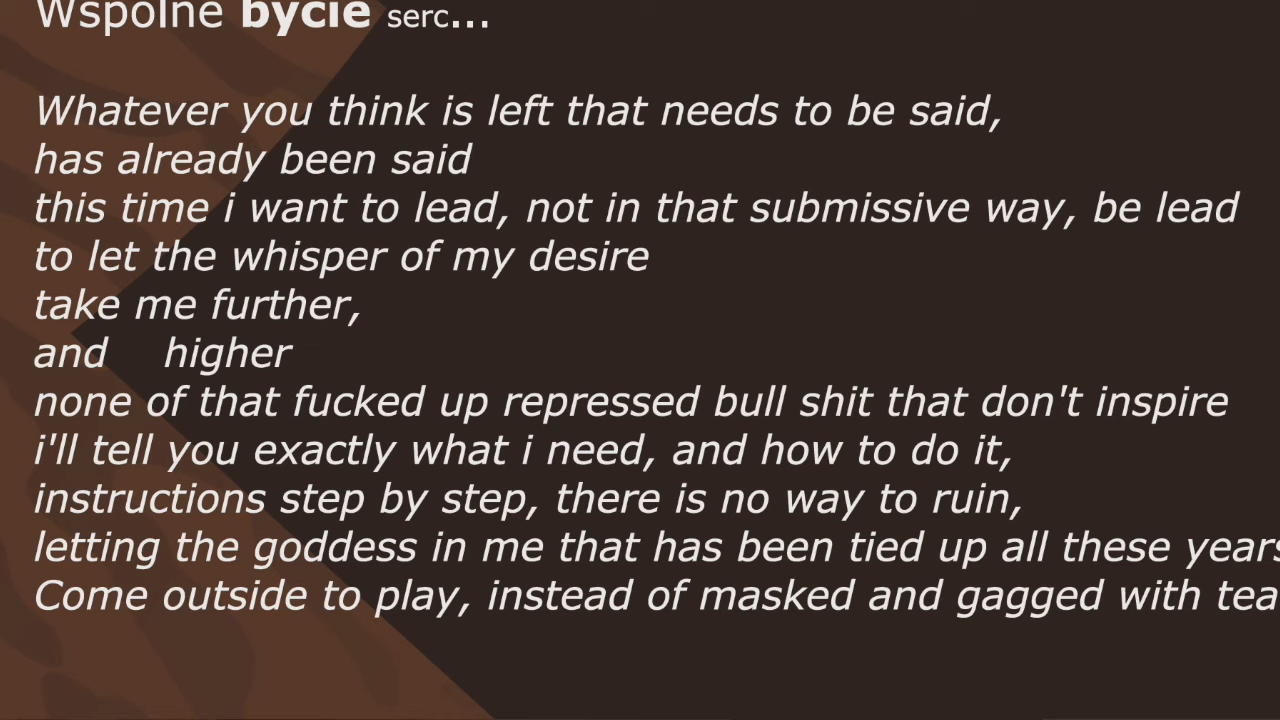 Wspólne bycie serc...
Whatever you think is left that needs to be said,
has already been said
this time i want to lead, not in that submissive way, be lead
to let the whisper of my desire
take me further,
and higher
none of that fucked up repressed bull shit that don't inspire
i'll tell you exactly what i need, and how to do it,
instructions step by step, there is no way to ruin,
letting the goddess in me that has been tied up all these years
Come outside to play, instead of masked and gagged with